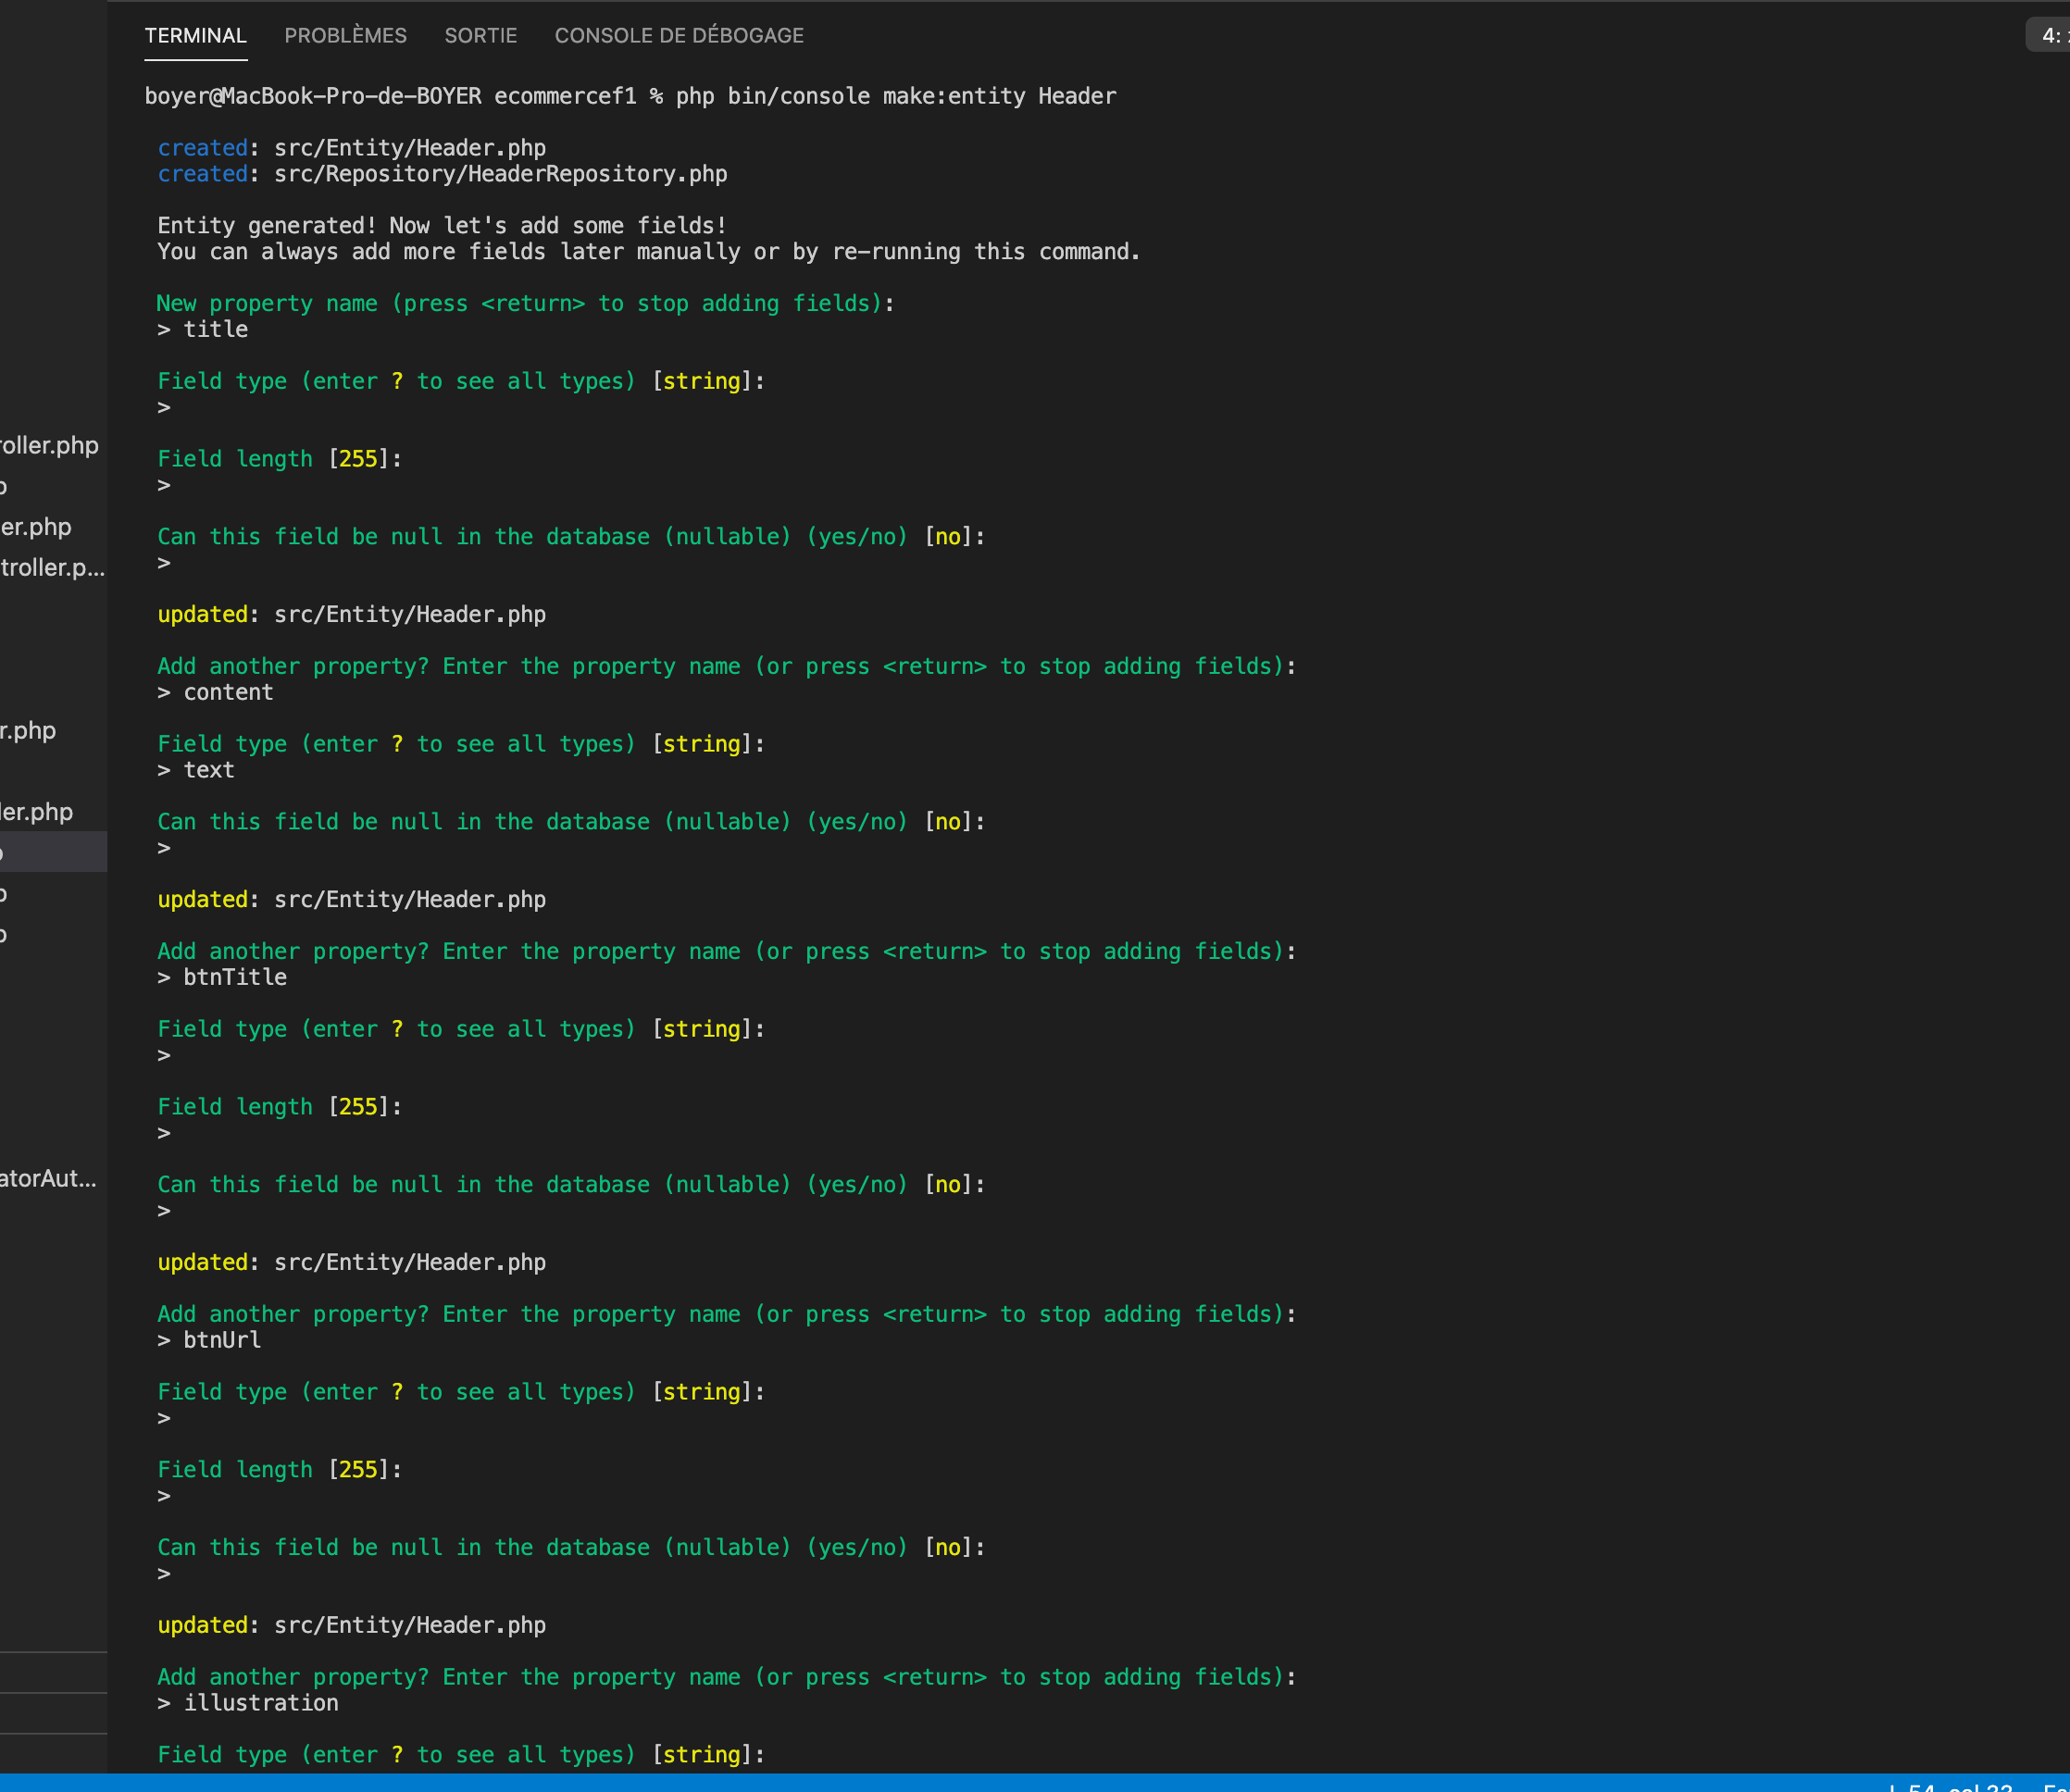 TERMINAL PROBLÈMES SORTIE CONSOLE DE DÉBOGAGE 4:
boyer@MacBook-Pro-de-BOYER ecommercef1 % php bin/console make:entity Header
created: src/Entity/Header.php
created: src/Repository/HeaderRepository.php
Entity generated! Now let's add some fields!
You can always add more fields later manually or by re-running this command.
New property name (press <return> to stop adding fields):
> title
Field type (enter ? to see all types) [string]:
>
Field length [255]:
>
Can this field be null in the database (nullable) (yes/no) [no]:
>
updated: src/Entity/Header.php
Add another property? Enter the property name (or press <return> to stop adding fields):
> content
Field type (enter ? to see all types) [string]:
> text
Can this field be null in the database (nullable) (yes/no) [no]:
>
updated: src/Entity/Header.php
Add another property? Enter the property name (or press <return> to stop adding fields):
> btnTitle
Field type (enter ? to see all types) [string]:
>
Field length [255]:
>
Can this field be null in the database (nullable) (yes/no) [no]:
>
updated: src/Entity/Header.php
Add another property? Enter the property name (or press <return> to stop adding fields):
> btnUrl
Field type (enter ? to see all types) [string]:
>
Field length [255]:
>
Can this field be null in the database (nullable) (yes/no) [no]:
>
updated: src/Entity/Header.php
Add another property? Enter the property name (or press <return> to stop adding fields):
> illustration
Field type (enter ? to see all types) [string]:
oller.php
er.php
troller.p...
r.php
er.php
atorAut...